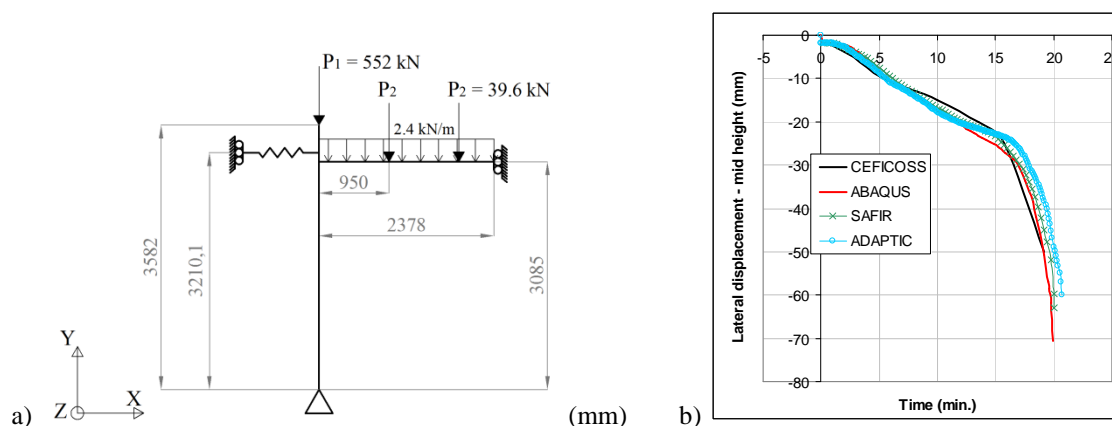 P1 = 552 kN
P2
P2 = 39.6 kN
2.4 kN/m
950
2378
3582
3210,1
3085
Y
X
Z
a)
(mm)
b)
0
-10
-20
-30
-40
-50
-60
-70
-80
-5
0
5
10
15
20
25
Lateral displacement - mid height (mm)
CEFICOSS
ABAQUS
SAFIR
ADAPTIC
Time (min.)